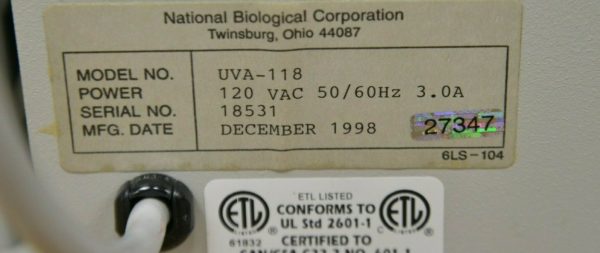 National Biological Corporation
Twinsburg, Ohio 44087
MODEL NO. UVA-118
POWER 120 VAC 50/60Hz 3.0A
SERIAL NO. 18531
MFG. DATE DECEMBER 1998 27347
6LS-104
ETL LISTED
ETL CONFORMS TO ETL
UL Std 2601-1
61832 CERTIFIED TO C